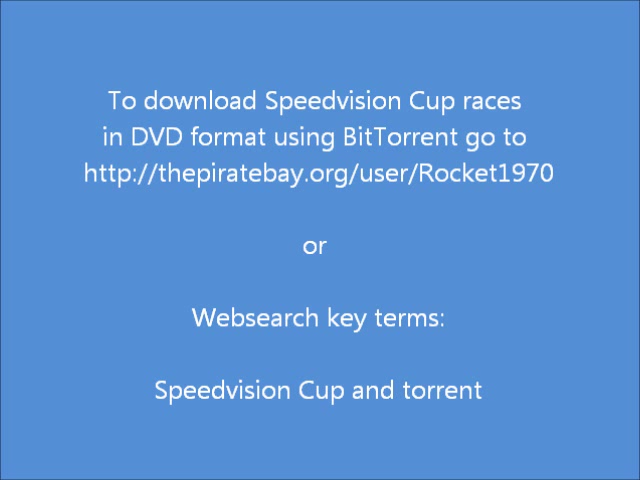 To download Speedvision Cup races
in DVD format using BitTorrent go to
http://thepiratebay.org/user/Rocket1970
or
Websearch key terms:
Speedvision Cup and torrent